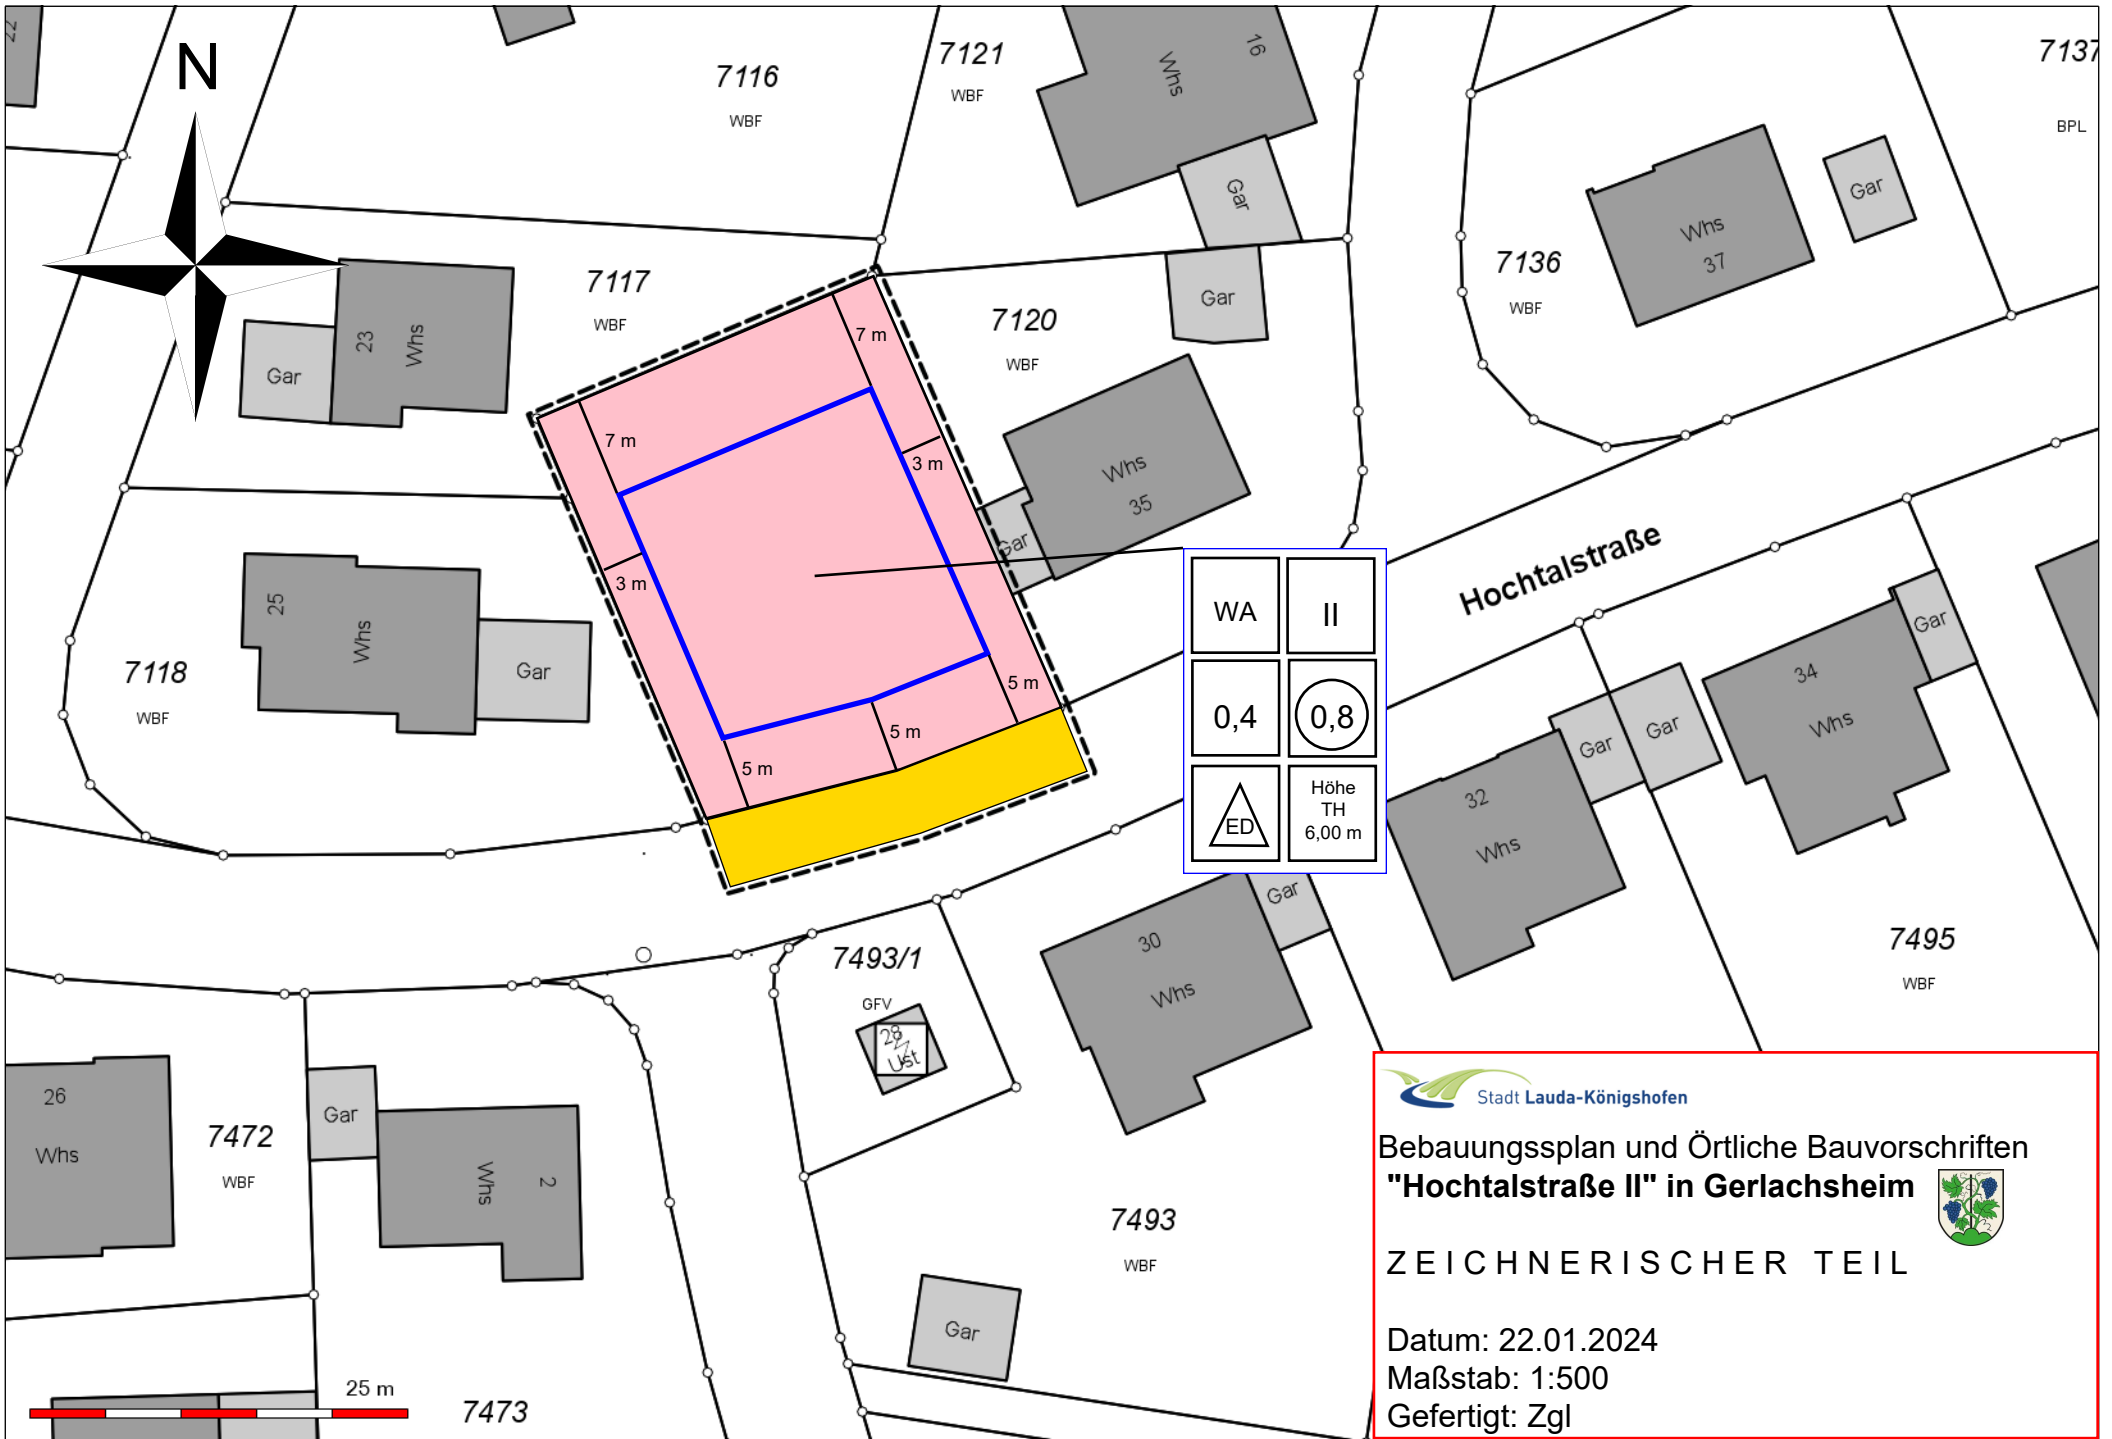 22
N
7116
WBF
7121
WBF
Whs
16
Gar
7137
BPL
Gar
Whs
37
7136
WBF
7117
WBF
23
Whs
Gar
7 m
7 m
3 m
3 m
5 m
5 m
5 m
7120
WBF
Gar
Whs
35
Gar
Hochtalstraße
25
Whs
Gar
7118
WBF
WA
II
0,4
0,8
ED
Höhe
TH
6,00 m
34
Whs
Gar
Gar
Gar
32
Whs
Gar
30
Whs
7495
WBF
7493/1
GFV
28
Ust
26
Whs
7472
WBF
Gar
Whs
2
7493
WBF
Gar
25 m
7473
Stadt Lauda-Königshofen
Bebauungsplan und Örtliche Bauvorschriften
"Hochtalstraße II" in Gerlachsheim
ZEICHNERISCHER TEIL
Datum: 22.01.2024
Maßstab: 1:500
Gefertigt: Zgl